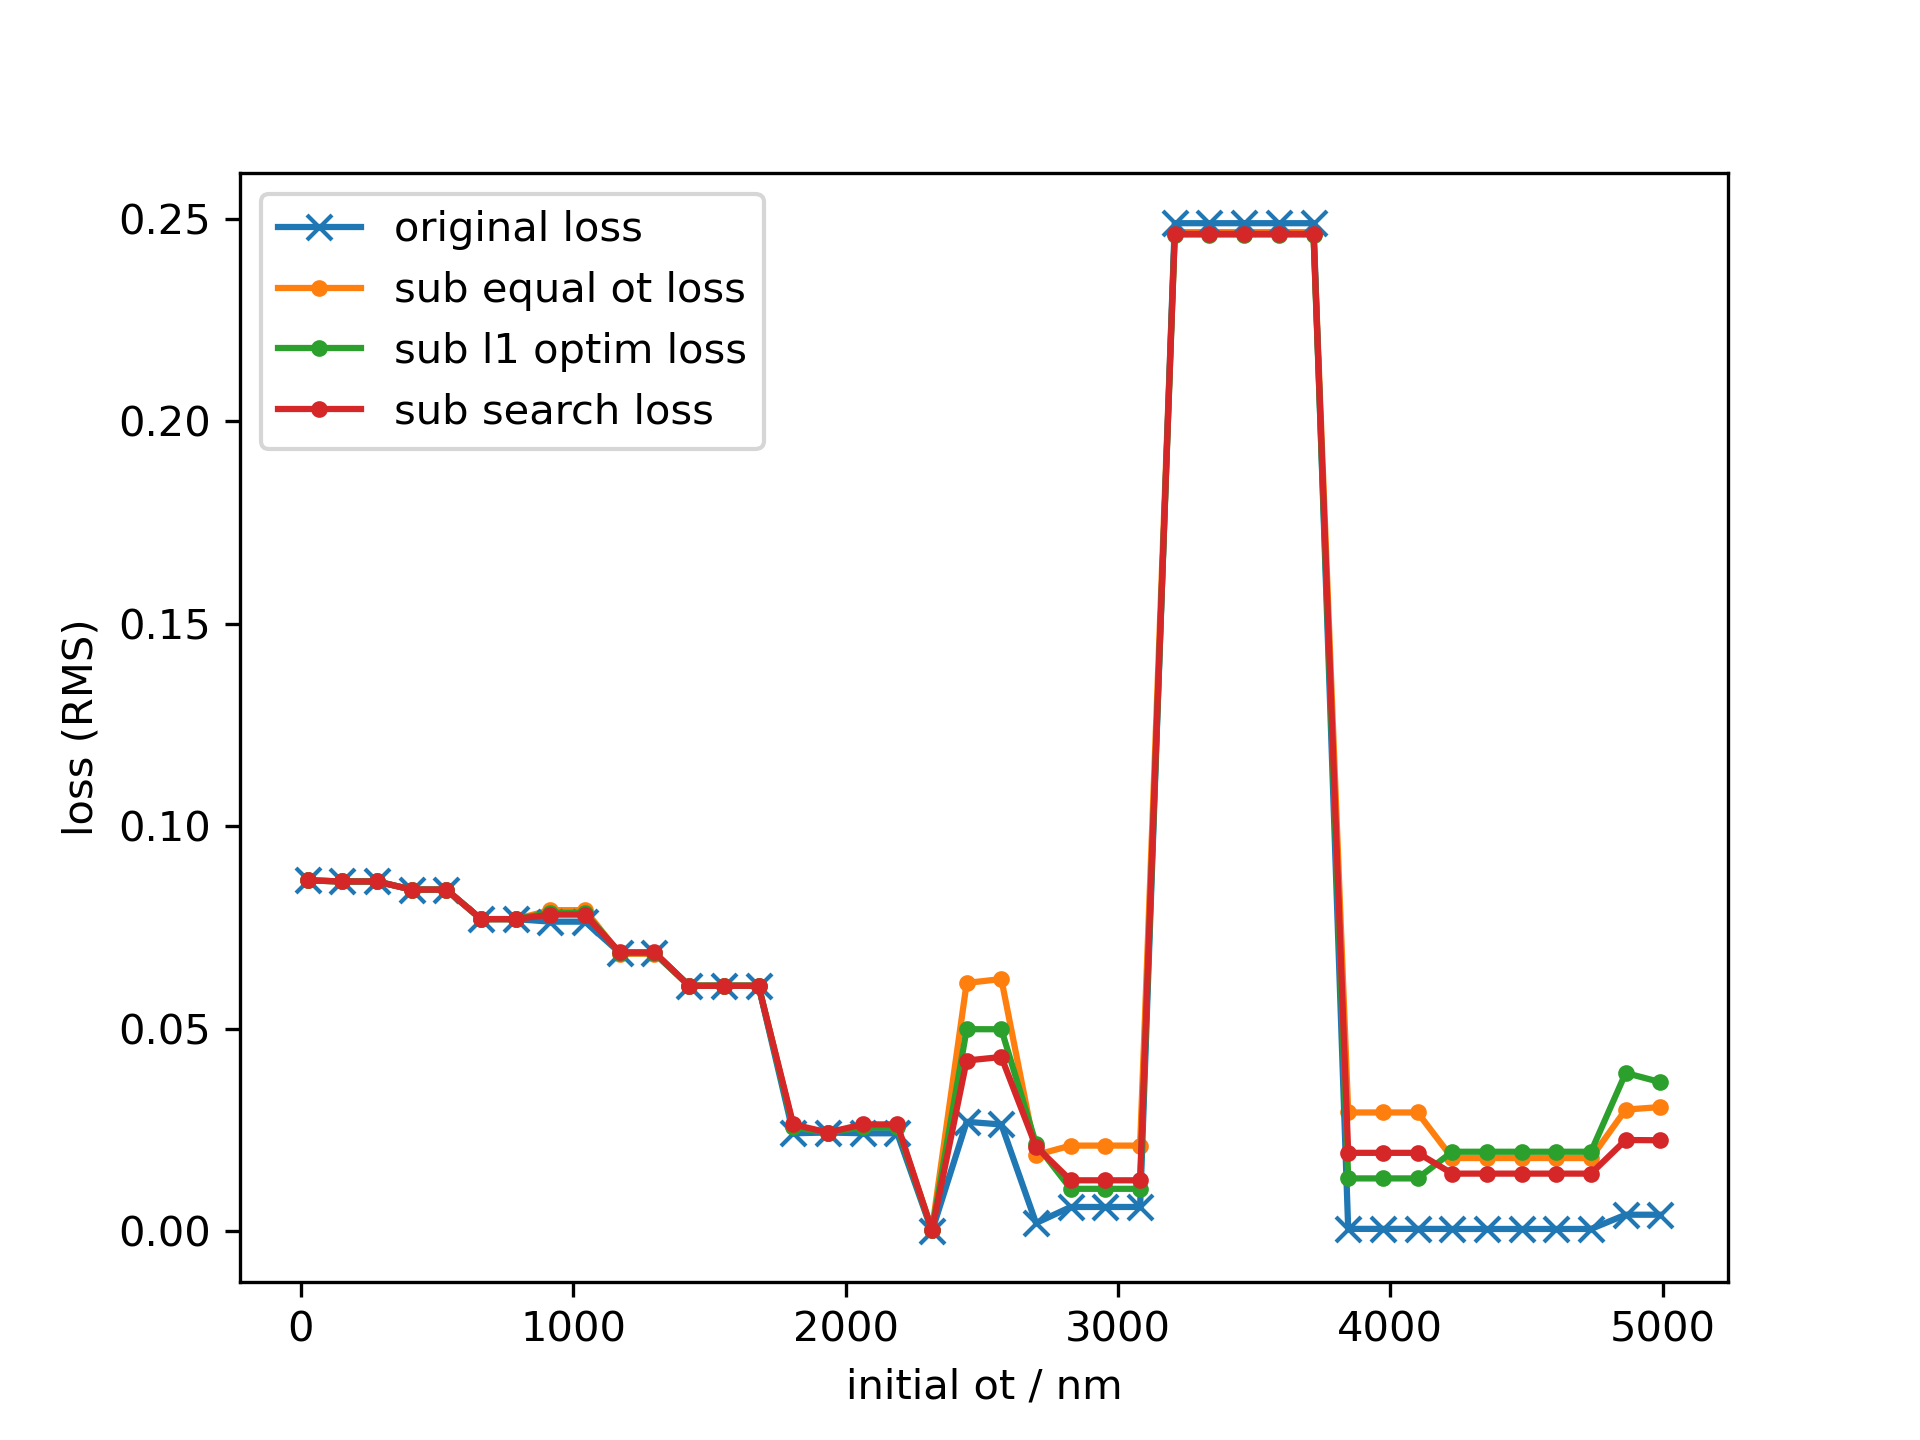 original loss
sub equal ot loss
sub l1 optim loss
sub search loss
0.25
0.20
0.15
0.10
0.05
0.00
loss (RMS)
0 1000 2000 3000 4000 5000
initial ot / nm